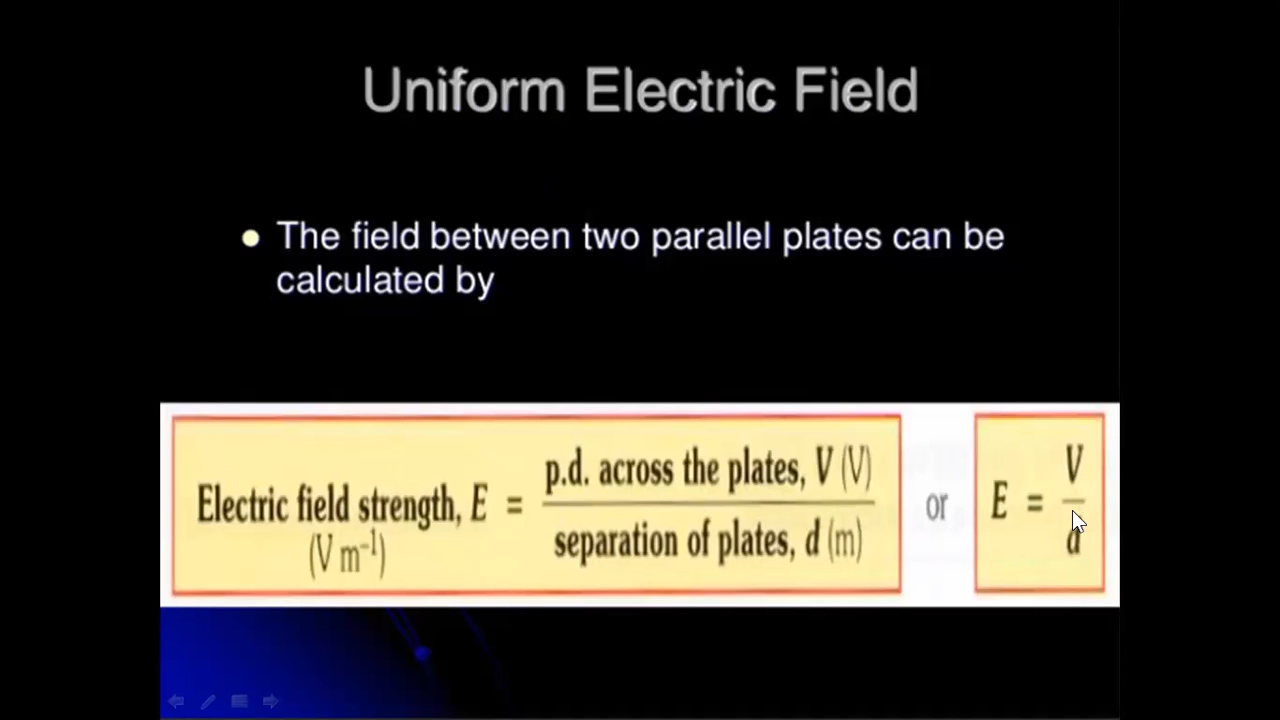 Uniform Electric Field
• The field between two parallel plates can be
calculated by
Electric field strength, E = p.d. across the plates, V (V) / separation of plates, d (m)
(V m⁻¹)
or
E = V / d